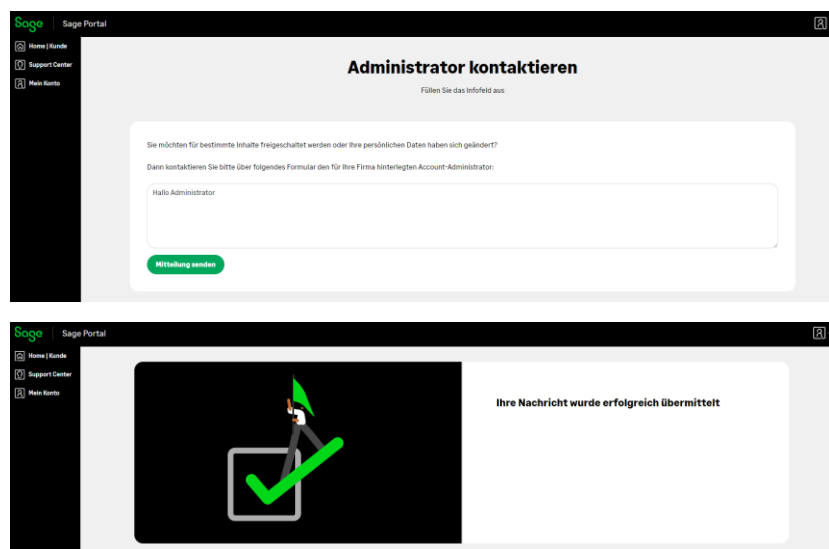 Sage Sage Portal
Home | Kunde
Support Center
Mein Konto
Administrator kontaktieren
Füllen Sie das Infofeld aus
Sie möchten für bestimmte Inhalte freigeschaltet werden oder Ihre persönlichen Daten haben sich geändert?
Dann kontaktieren Sie bitte über folgendes Formular den für Ihre Firma hinterlegten Account-Administrator:
Hallo Administrator
Mitteilung senden
Sage Sage Portal
Home | Kunde
Support Center
Mein Konto
Ihre Nachricht wurde erfolgreich übermittelt